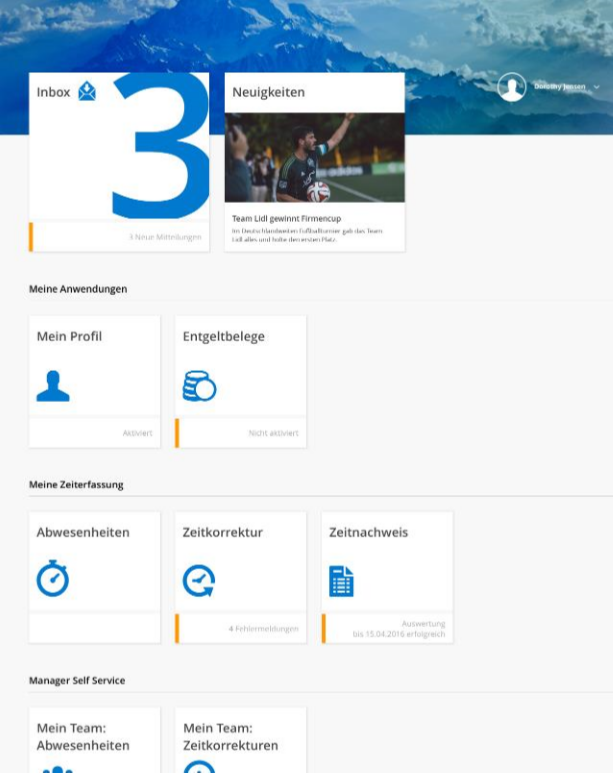 Inbox
3
3 Neue Mitteilungen
Neuigkeiten
Team Lidl gewinnt Firmencup
Im Deutschlandweiten Fußballturnier gab das Team
Lidl alles und holte den ersten Platz.
Dorothy Jensen
Meine Anwendungen
Mein Profil
Aktiviert
Entgeltbelege
Nicht aktiviert
Meine Zeiterfassung
Abwesenheiten
Zeitkorrektur
4 Fehlermeldungen
Zeitnachweis
Auswertung
bis 15.04.2016 erfolgreich
Manager Self Service
Mein Team:
Abwesenheiten
Mein Team:
Zeitkorrekturen